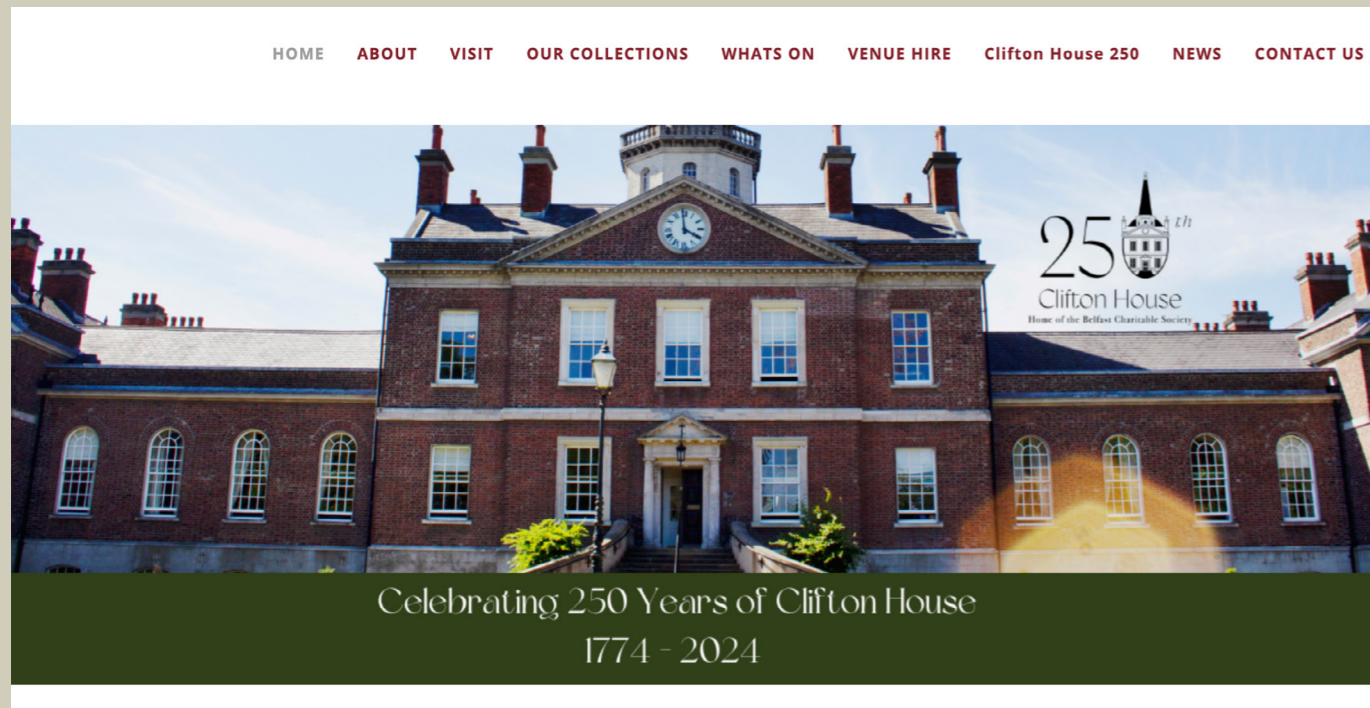 HOME ABOUT VISIT OUR COLLECTIONS WHATS ON VENUE HIRE Clifton House 250 NEWS CONTACT US
250th
Clifton House
Home of the Belfast Charitable Society
Celebrating 250 Years of Clifton House
1774 - 2024